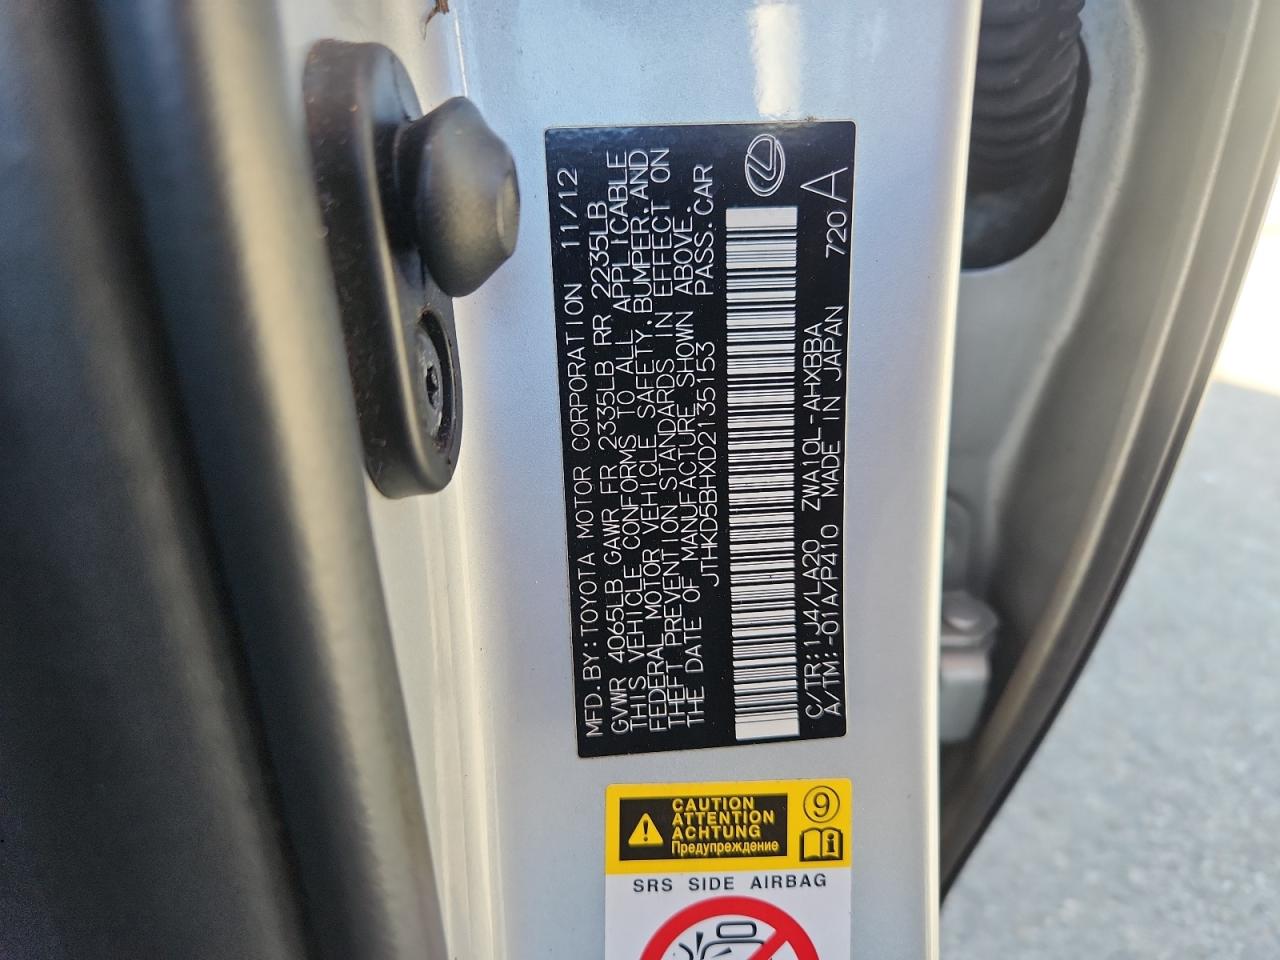 MFD.BY:TOYOTA MOTOR CORPORATION 11/12
GVWR 4065LB GAWR FR 2335LB RR 2235LB
THIS VEHICLE CONFORMS TO ALL APPLICABLE
FEDERAL MOTOR VEHICLE SAFETY.BUMPER.AND
THEFT PREVENTION STANDARDS IN EFFECT ON
THE DATE OF MANUFACTURE SHOWN ABOVE.
JTHKD5BHXD2135153 PASS.CAR
C/TR:1J4/LA20 ZWA10L-AHXBBA 720 A
A/TM:-01A/P410 MADE IN JAPAN
CAUTION
ATTENTION
ACHTUNG
Предупреждение
9
SRS SIDE AIRBAG